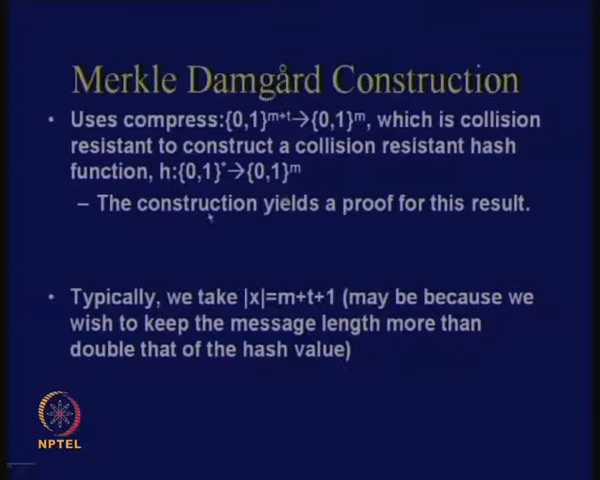 Merkle Damgård Construction
• Uses compress:{0,1}ᵐ⁺ᵗ→{0,1}ᵐ, which is collision
resistant to construct a collision resistant hash
function, h:{0,1}*→{0,1}ᵐ
– The construction yields a proof for this result.
• Typically, we take |x|=m+t+1 (may be because we
wish to keep the message length more than
double that of the hash value)
NPTEL